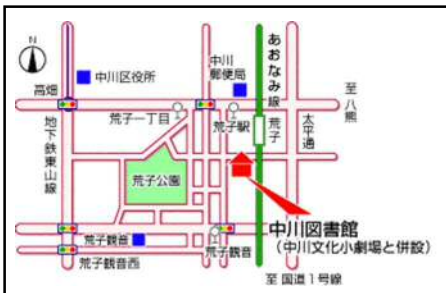 N
中川区役所
中川
郵便局
あおなみ線
至八熊
高畑
荒子一丁目
荒子駅
荒子
太平通
地下鉄東山線
荒子公園
中川図書館
(中川文化小劇場と併設)
荒子観音
荒子観音
荒子観音西
至 国道1号線